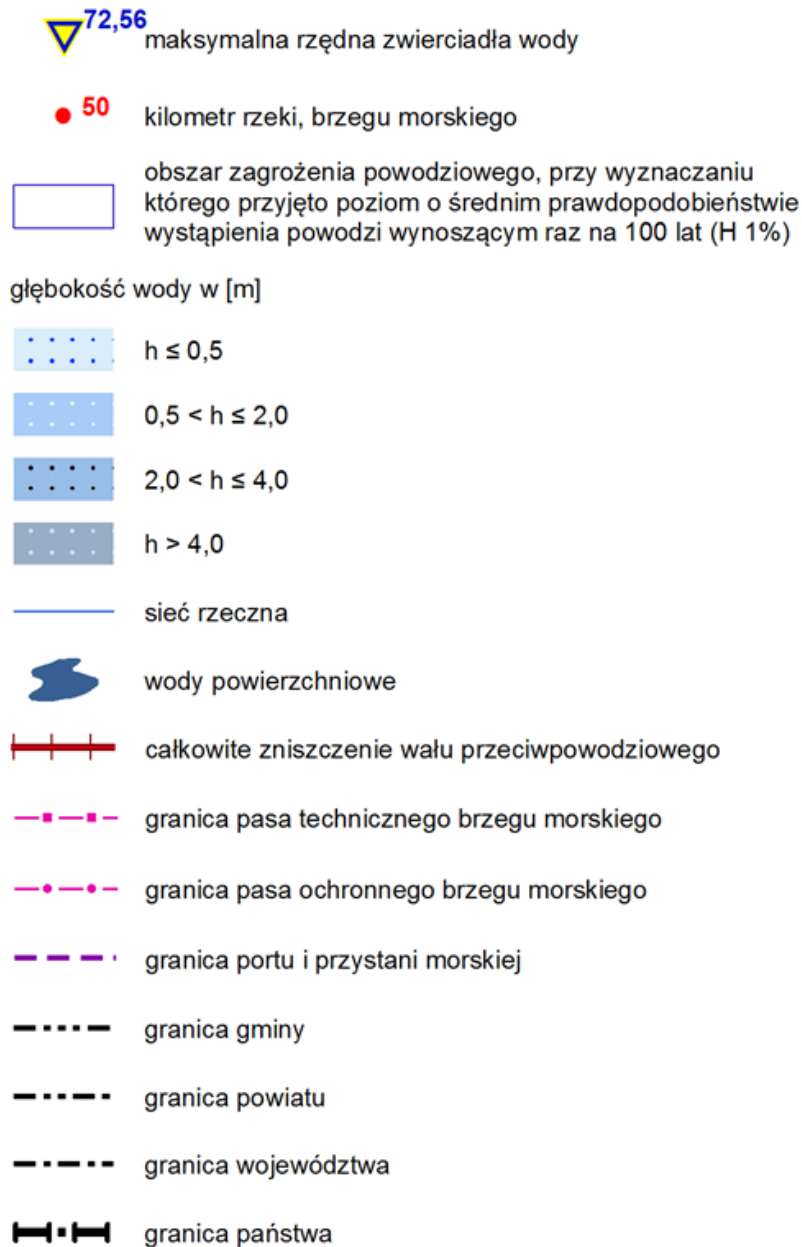 72,56
maksymalna rzędna zwierciadła wody
50
kilometr rzeki, brzegu morskiego
obszar zagrożenia powodziowego, przy wyznaczaniu
którego przyjęto poziom o średnim prawdopodobieństwie
wystąpienia powodzi wynoszącym raz na 100 lat (H 1%)
głębokość wody w [m]
h ≤ 0,5
0,5 < h ≤ 2,0
2,0 < h ≤ 4,0
h > 4,0
sieć rzeczna
wody powierzchniowe
całkowite zniszczenie wału przeciwpowodziowego
granica pasa technicznego brzegu morskiego
granica pasa ochronnego brzegu morskiego
granica portu i przystani morskiej
granica gminy
granica powiatu
granica województwa
granica państwa